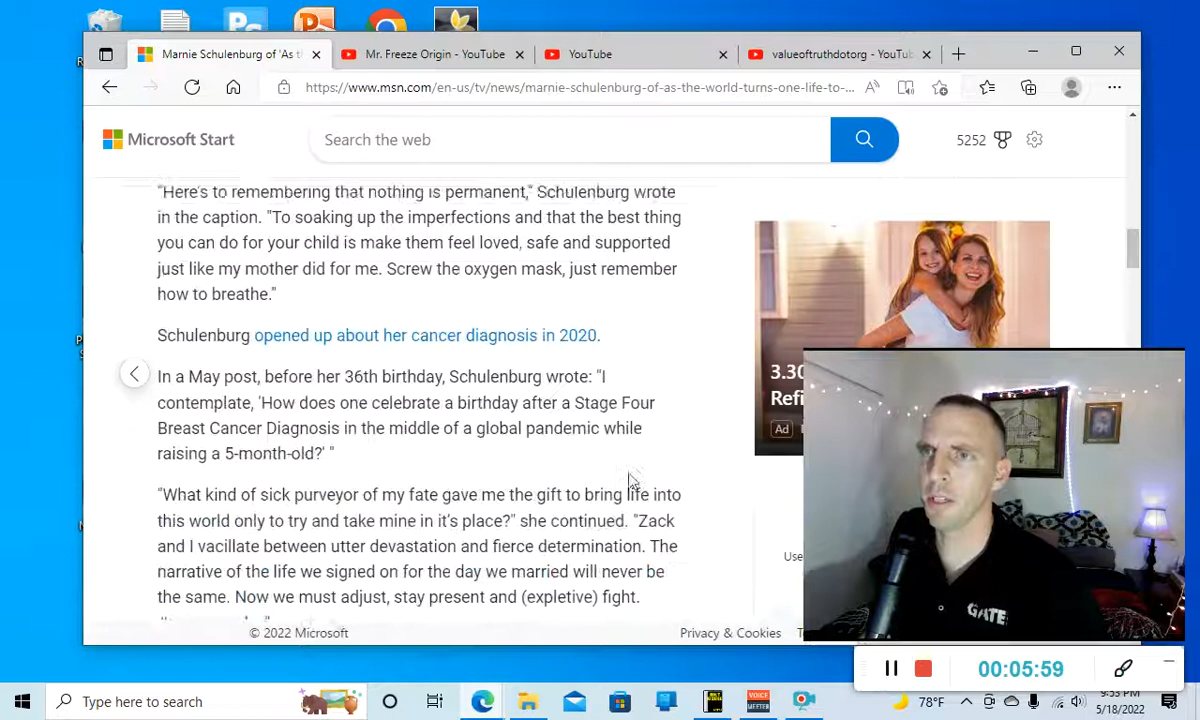 Marnie Schulenburg of 'As th
Mr. Freeze Origin - YouTube
YouTube
valueoftruthdotorg - YouTub
https://www.msn.com/en-us/tv/news/marnie-schulenburg-of-as-the-world-turns-one-life-to-...
Microsoft Start
Search the web
5252
"Here's to remembering that nothing is permanent," Schulenburg wrote
in the caption. "To soaking up the imperfections and that the best thing
you can do for your child is make them feel loved, safe and supported
just like my mother did for me. Screw the oxygen mask, just remember
how to breathe."
Schulenburg opened up about her cancer diagnosis in 2020.
In a May post, before her 36th birthday, Schulenburg wrote: "I
contemplate, 'How does one celebrate a birthday after a Stage Four
Breast Cancer Diagnosis in the middle of a global pandemic while
raising a 5-month-old?' "
"What kind of sick purveyor of my fate gave me the gift to bring life into
this world only to try and take mine in it's place?" she continued. "Zack
and I vacillate between utter devastation and fierce determination. The
narrative of the life we signed on for the day we married will never be
the same. Now we must adjust, stay present and (expletive) fight.
3.30
Refi
Ad
Use
GATE
© 2022 Microsoft
Privacy & Cookies
00:05:59
Type here to search
VOICE
MEETER
78°F
9:53 PM
5/18/2022